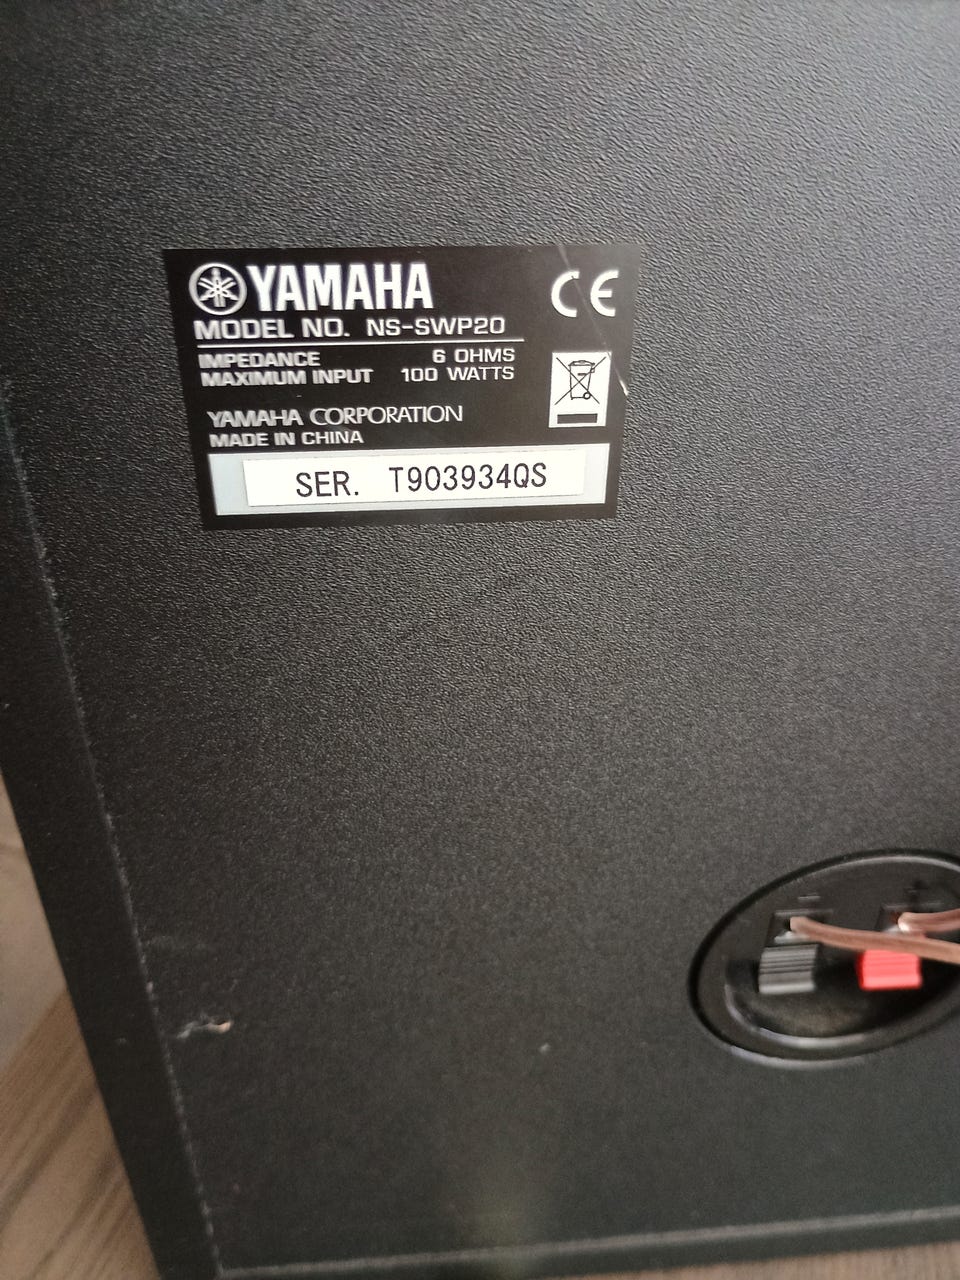 YAMAHA
MODEL NO. NS-SWP20
IMPEDANCE 6 OHMS
MAXIMUM INPUT 100 WATTS
YAMAHA CORPORATION
MADE IN CHINA
SER. T903934QS
CE